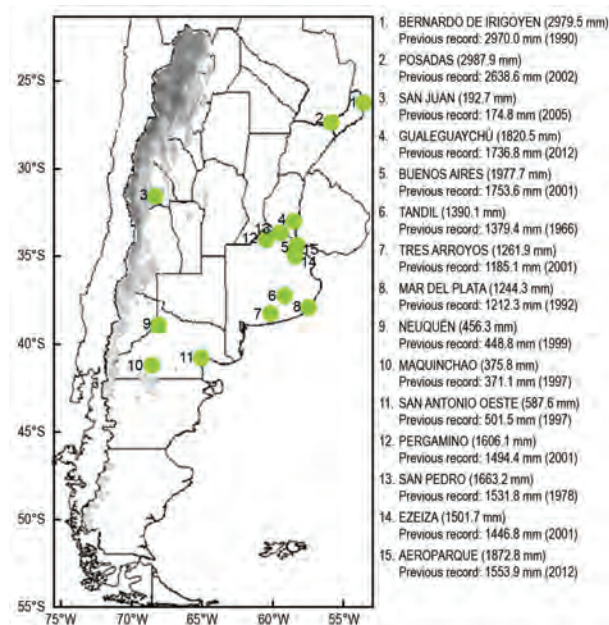 25°S
30°S
35°S
40°S
45°S
50°S
55°S
75°W 70°W 65°W 60°W 55°W
1
2
3
4
13
12
5
15
14
6
7
8
9
10
11
1. BERNARDO DE IRIGOYEN (2979.5 mm)
Previous record: 2970.0 mm (1990)
2. POSADAS (2987.9 mm)
Previous record: 2638.6 mm (2002)
3. SAN JUAN (192.7 mm)
Previous record: 174.8 mm (2005)
4. GUALEGUAYCHÚ (1820.5 mm)
Previous record: 1736.8 mm (2012)
5. BUENOS AIRES (1977.7 mm)
Previous record: 1753.6 mm (2001)
6. TANDIL (1390.1 mm)
Previous record: 1379.4 mm (1966)
7. TRES ARROYOS (1261.9 mm)
Previous record: 1185.1 mm (2001)
8. MAR DEL PLATA (1244.3 mm)
Previous record: 1212.3 mm (1992)
9. NEUQUÉN (456.3 mm)
Previous record: 448.8 mm (1999)
10. MAQUINCHAO (375.8 mm)
Previous record: 371.1 mm (1997)
11. SAN ANTONIO OESTE (587.6 mm)
Previous record: 501.5 mm (1997)
12. PERGAMINO (1606.1 mm)
Previous record: 1494.4 mm (2001)
13. SAN PEDRO (1663.2 mm)
Previous record: 1531.8 mm (1978)
14. EZEIZA (1501.7 mm)
Previous record: 1446.8 mm (2001)
15. AEROPARQUE (1872.8 mm)
Previous record: 1553.9 mm (2012)